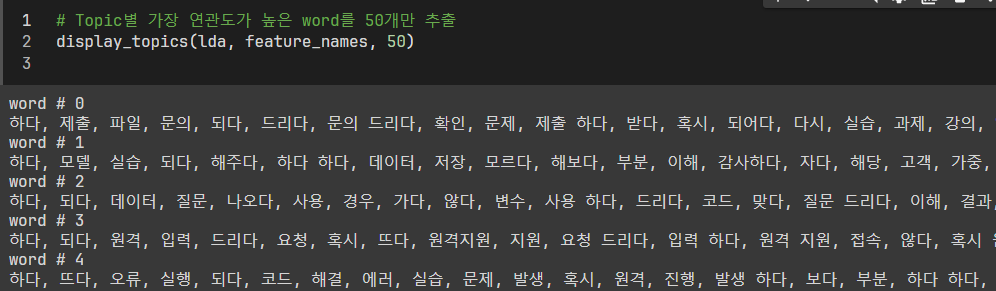 1 # Topic별 가장 연관도가 높은 word를 50개만 추출
2 display_topics(lda, feature_names, 50)
3
word # 0
하다, 제출, 파일, 문의, 되다, 드리다, 문의 드리다, 확인, 문제, 제출 하다, 받다, 혹시, 되어다, 다시, 실습, 과제, 강의,
word # 1
하다, 모델, 실습, 되다, 해주다, 하다 하다, 데이터, 저장, 모르다, 해보다, 부분, 이해, 감사하다, 자다, 해당, 고객, 가중,
word # 2
하다, 되다, 데이터, 질문, 나오다, 사용, 경우, 가다, 않다, 변수, 사용 하다, 드리다, 코드, 맞다, 질문 드리다, 이해, 결과,
word # 3
하다, 되다, 원격, 입력, 드리다, 요청, 혹시, 뜨다, 원격지원, 지원, 요청 드리다, 입력 하다, 원격 지원, 접속, 않다, 혹시
word # 4
하다, 뜨다, 오류, 실행, 되다, 코드, 해결, 에러, 실습, 문제, 발생, 혹시, 원격, 진행, 발생 하다, 보다, 부분, 하다 하다,